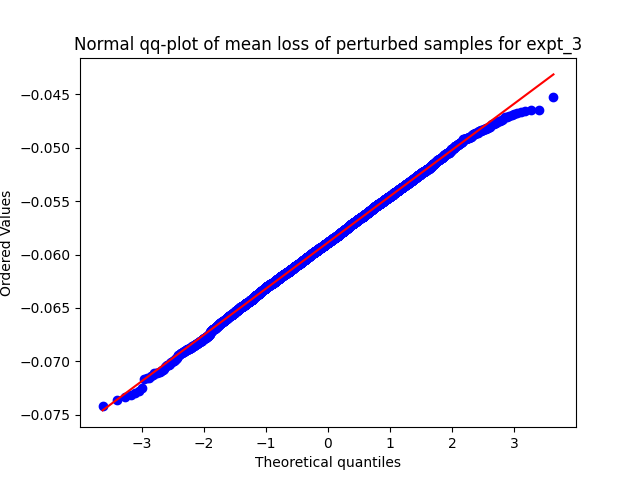 Normal qq-plot of mean loss of perturbed samples for expt_3
−0.045
−0.050
−0.055
−0.060
−0.065
−0.070
−0.075
Ordered Values
−3 −2 −1 0 1 2 3
Theoretical quantiles